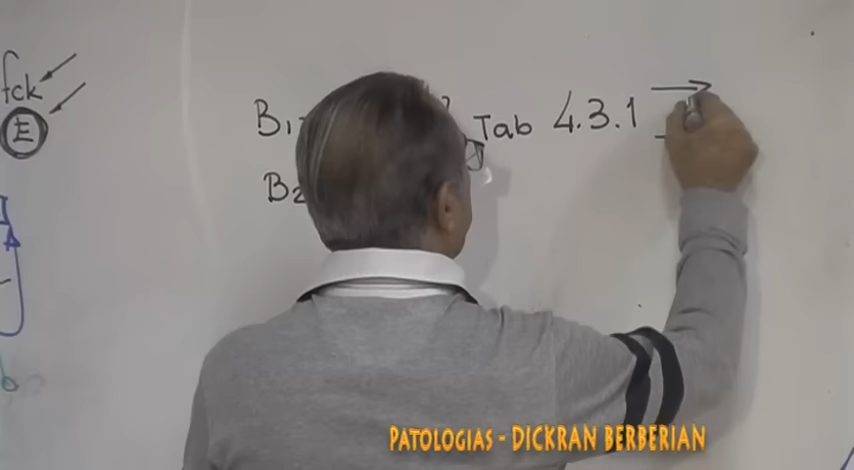 fck
E
B1
Tab 4.3.1
B2
A
b
PATOLOGIAS - DICKRAN BERBERIAN